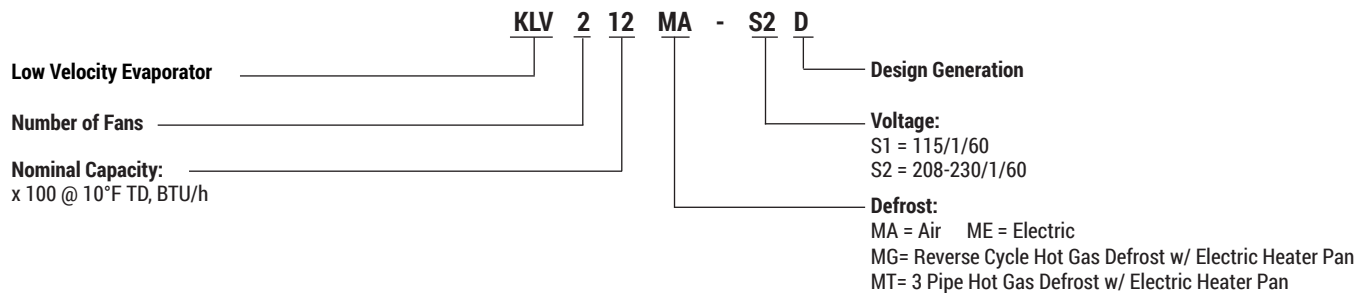 KLV 2 12 MA - S2 D
Low Velocity Evaporator
Number of Fans
Nominal Capacity:
x 100 @ 10°F TD, BTU/h
Design Generation
Voltage:
S1 = 115/1/60
S2 = 208-230/1/60
Defrost:
MA = Air ME = Electric
MG= Reverse Cycle Hot Gas Defrost w/ Electric Heater Pan
MT= 3 Pipe Hot Gas Defrost w/ Electric Heater Pan